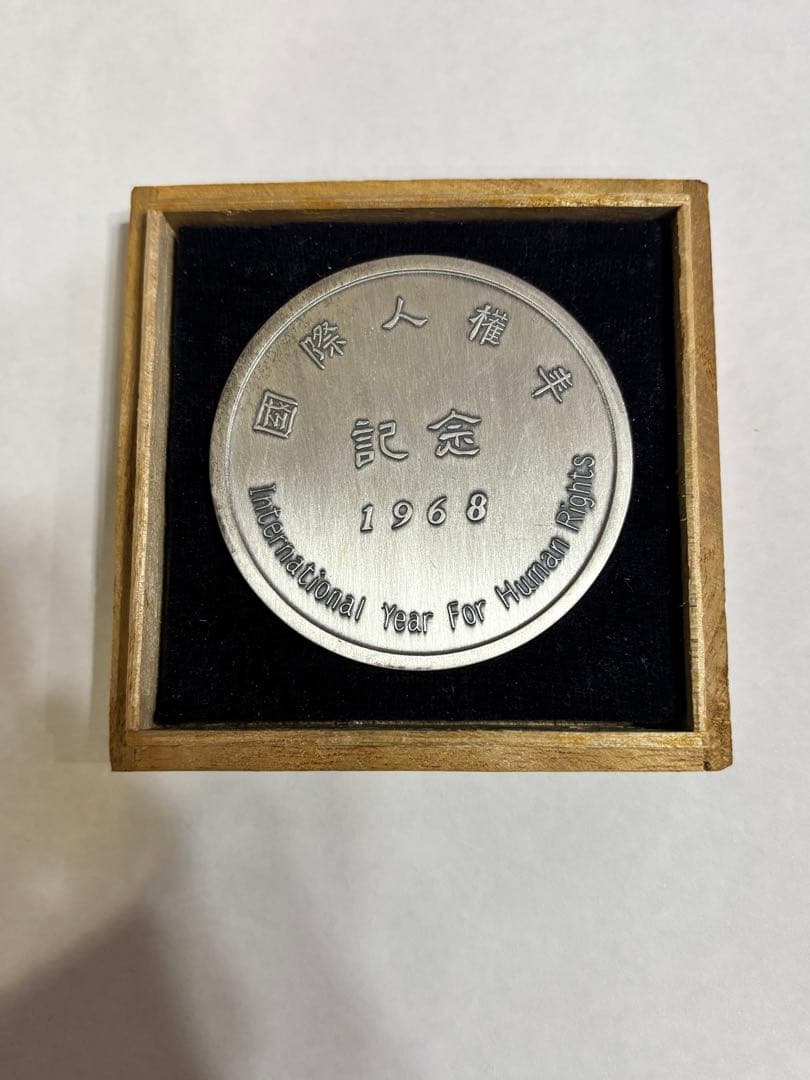 國際人權年
記念
1968
International Year For Human Rights